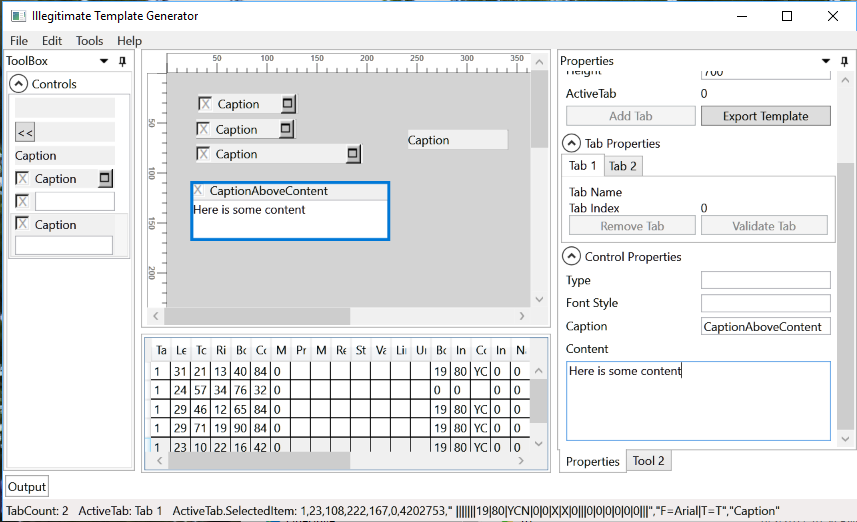 Illegitimate Template Generator
File Edit Tools Help
ToolBox
Controls
<<
Caption
Caption
Caption
50 100 150 200 250 300 350
50
100
150
200
Caption
Caption
Caption
Caption
CaptionAboveContent
Here is some content
Ta Le Tc Ri Bc Cc M Pr M Re St Va Lir Ur Bc In Cc In Na
1 31 21 13 40 84 0 19 80 YC 0 0
1 24 57 34 76 32 0 0 0 0 0
1 29 46 12 65 84 0 19 80 YC 0 0
1 29 71 19 90 84 0 19 80 YC 0 0
1 23 10 22 16 42 0 19 80 YC 0 0
Properties
Height 700
ActiveTab 0
Add Tab Export Template
Tab Properties
Tab 1 Tab 2
Tab Name
Tab Index 0
Remove Tab Validate Tab
Control Properties
Type
Font Style
Caption CaptionAboveContent
Content
Here is some content
Properties Tool 2
Output
TabCount: 2 ActiveTab: Tab 1 ActiveTab.SelectedItem: 1,23,108,222,167,0,4202753," |||||||19|80|YCN|0|0|X|X|0|||0|0|0|0|0|||","F=Arial|T=T","Caption"